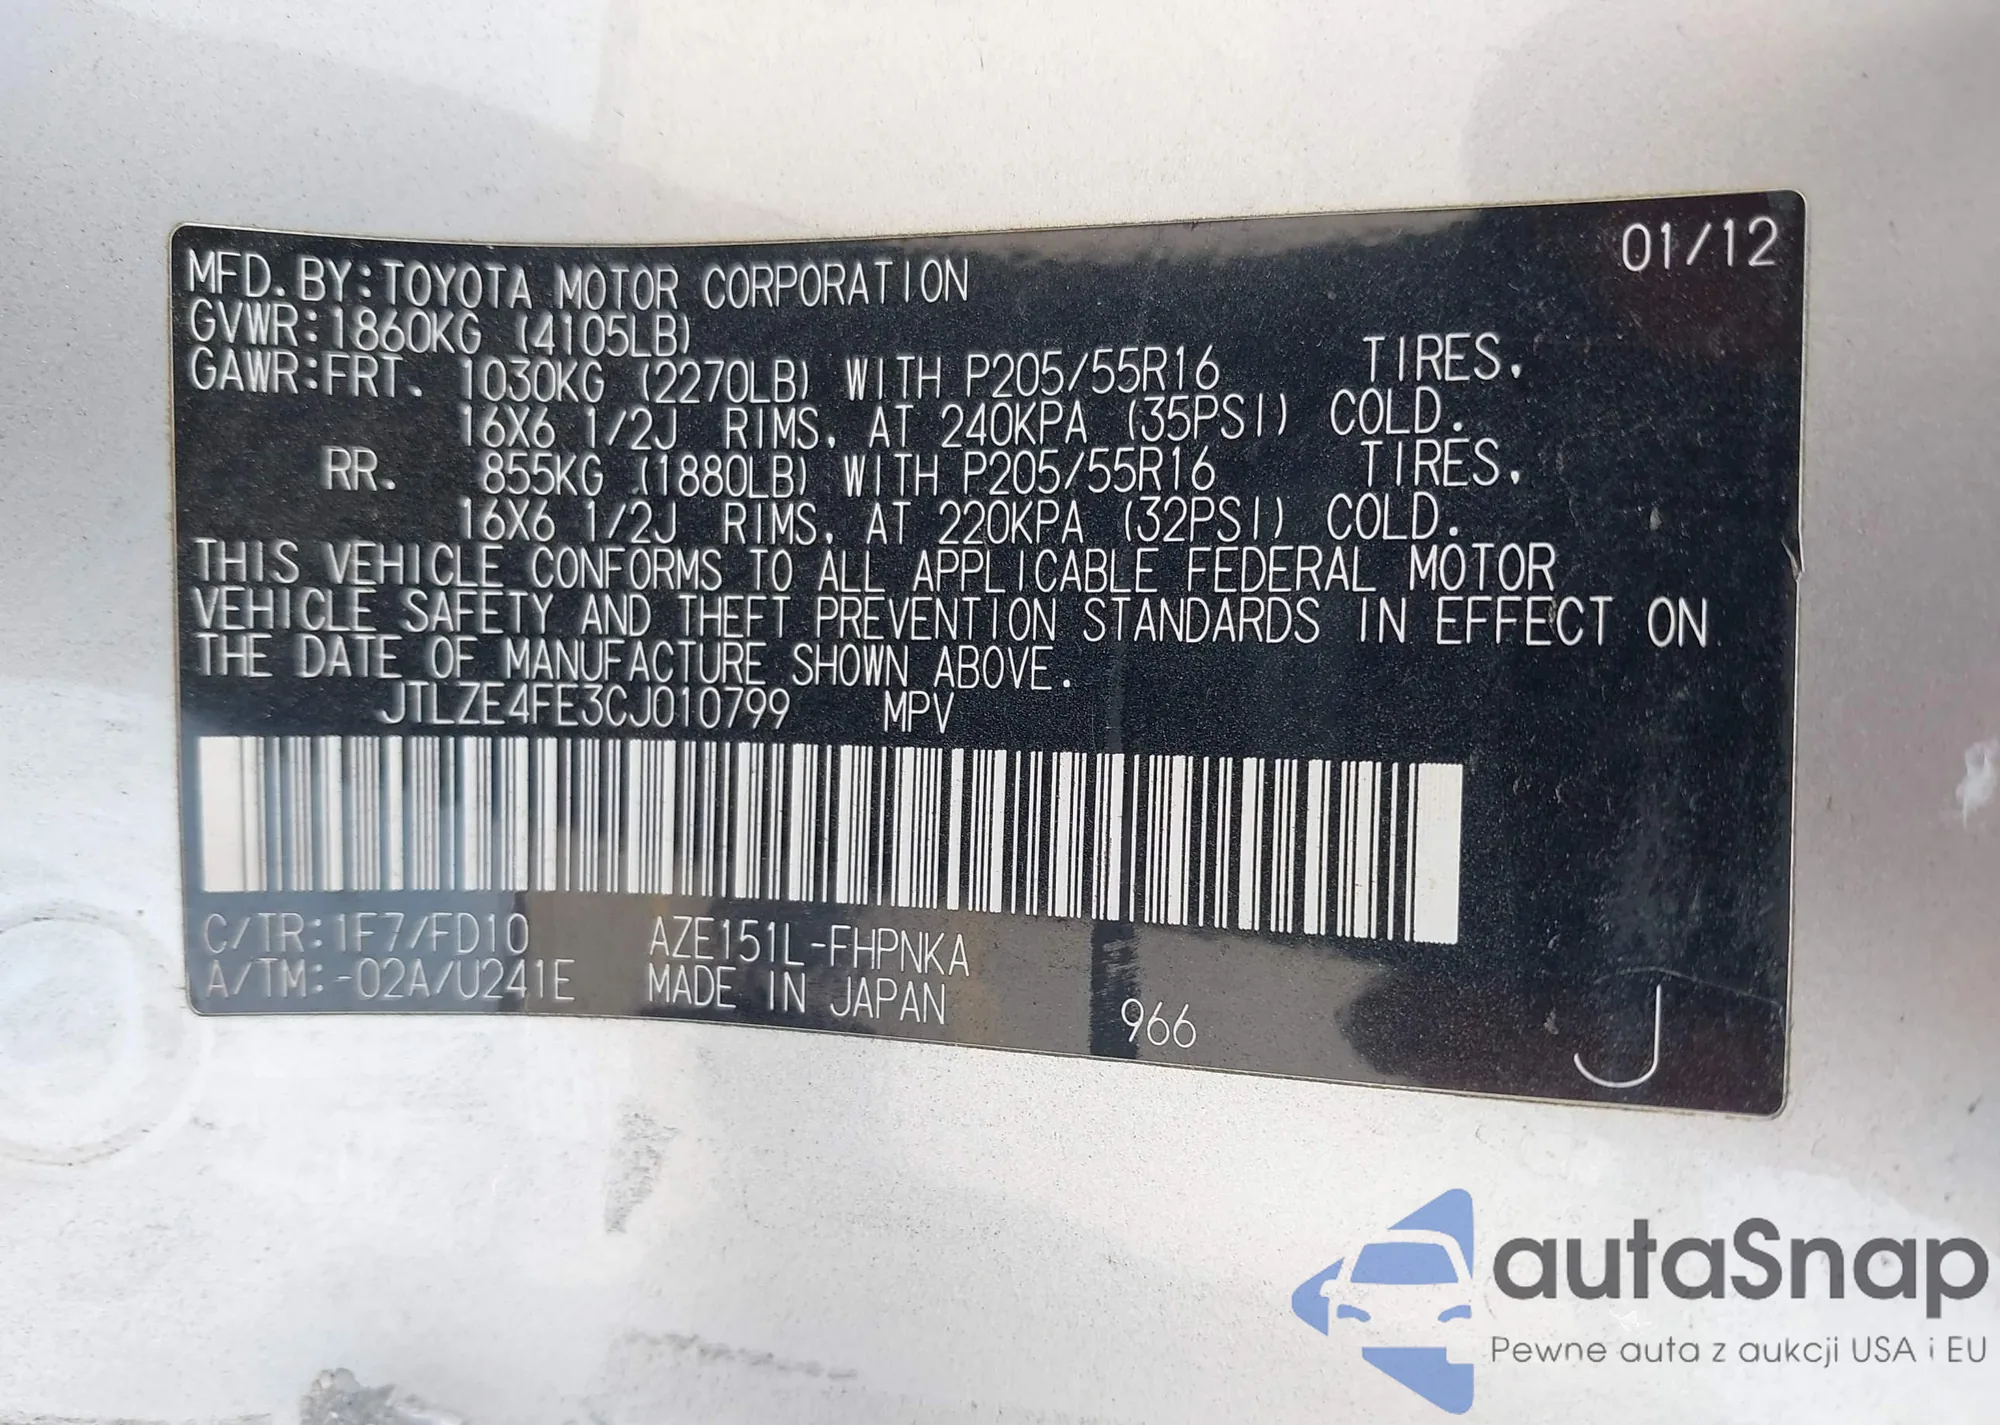 01/12
MFD. BY:TOYOTA MOTOR CORPORATION
GVWR:1860KG (4105LB)
GAWR:FRT. 1030KG (2270LB) WITH P205/55R16 TIRES.
16X6 1/2J RIMS, AT 240KPA (35PSI) COLD.
RR. 855KG (1880LB) WITH P205/55R16 TIRES,
16X6 1/2J RIMS, AT 220KPA (32PSI) COLD.
THIS VEHICLE CONFORMS TO ALL APPLICABLE FEDERAL MOTOR
VEHICLE SAFETY AND THEFT PREVENTION STANDARDS IN EFFECT ON
THE DATE OF MANUFACTURE SHOWN ABOVE.
JTLZE4FE3CJ010799 MPV
C/TR:1F7/FD10 AZE151L-FHPNKA
A/TM:-02A/U241E MADE IN JAPAN 966
J
autaSnap
Pewne auta z aukcji USA i EU